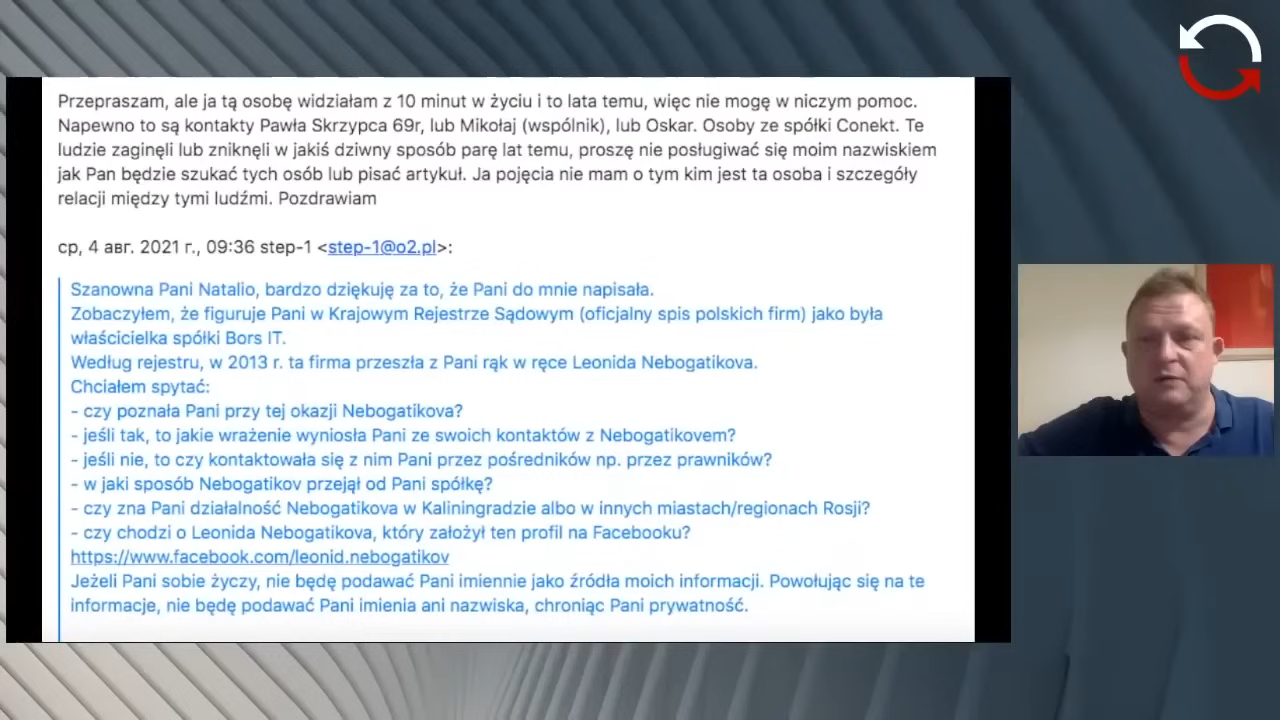 Przepraszam, ale ja tą osobę widziałam z 10 minut w życiu i to lata temu, więc nie mogę w niczym pomoc.
Napewno to są kontakty Pawła Skrzypca 69r, lub Mikołaj (wspólnik), lub Oskar. Osoby ze spółki Conekt. Te
ludzie zaginęli lub zniknęli w jakiś dziwny sposób parę lat temu, proszę nie posługiwać się moim nazwiskiem
jak Pan będzie szukać tych osób lub pisać artykuł. Ja pojęcia nie mam o tym kim jest ta osoba i szczegóły
relacji między tymi ludźmi. Pozdrawiam
ср, 4 авг. 2021 г., 09:36 step-1 <step-1@o2.pl>:
Szanowna Pani Natalio, bardzo dziękuję za to, że Pani do mnie napisała.
Zobaczyłem, że figuruje Pani w Krajowym Rejestrze Sądowym (oficjalny spis polskich firm) jako była
właścicielka spółki Bors IT.
Według rejestru, w 2013 r. ta firma przeszła z Pani rąk w ręce Leonida Nebogatikova.
Chciałem spytać:
- czy poznała Pani przy tej okazji Nebogatikova?
- jeśli tak, to jakie wrażenie wyniosła Pani ze swoich kontaktów z Nebogatikovem?
- jeśli nie, to czy kontaktowała się z nim Pani przez pośredników np. przez prawników?
- w jaki sposób Nebogatikov przejął od Pani spółkę?
- czy zna Pani działalność Nebogatikova w Kaliningradzie albo w innych miastach/regionach Rosji?
- czy chodzi o Leonida Nebogatikova, który założył ten profil na Facebooku?
https://www.facebook.com/leonid.nebogatikov
Jeżeli Pani sobie życzy, nie będę podawać Pani imiennie jako źródła moich informacji. Powołując się na te
informacje, nie będę podawać Pani imienia ani nazwiska, chroniąc Pani prywatność.